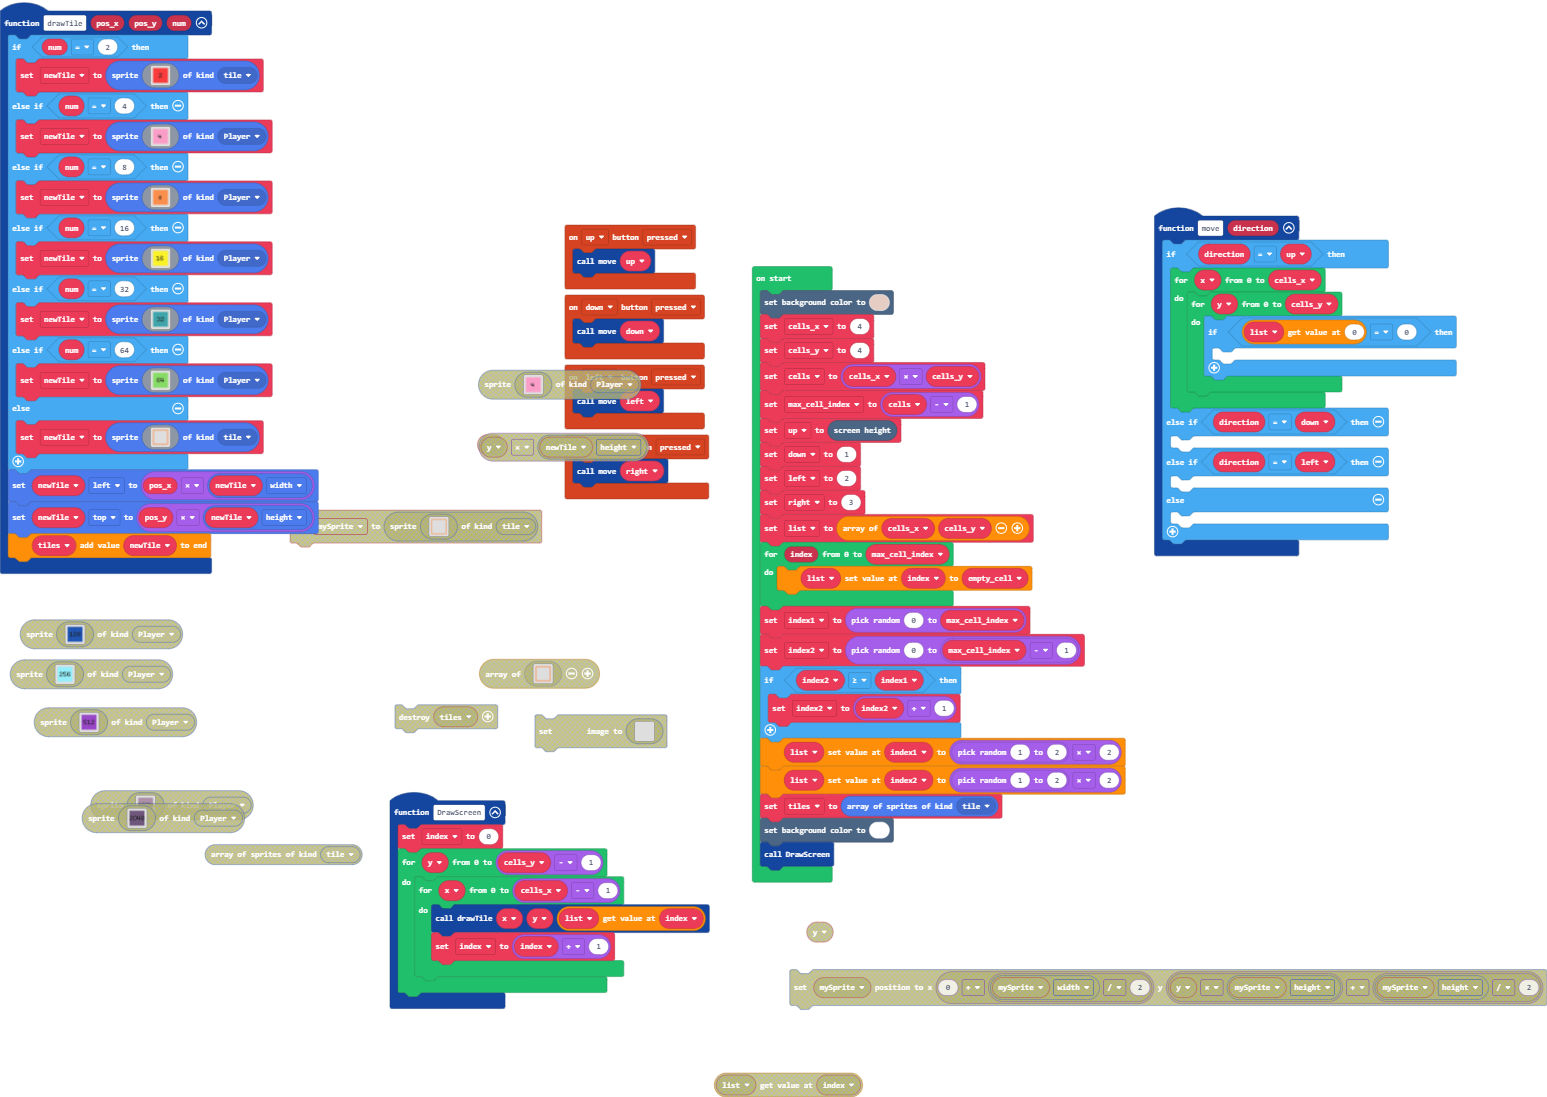 function drawTile pos_x pos_y num
if num = 2 then
set newTile to sprite 2 of kind tile
else if num = 4 then
set newTile to sprite 4 of kind Player
else if num = 8 then
set newTile to sprite 8 of kind Player
else if num = 16 then
set newTile to sprite 16 of kind Player
else if num = 32 then
set newTile to sprite 32 of kind Player
else if num = 64 then
set newTile to sprite 64 of kind Player
else
set newTile to sprite of kind tile
set newTile left to pos_x × newTile width
set newTile top to pos_y × newTile height
tiles add value newTile to end
mySprite to sprite of kind tile
sprite 128 of kind Player
sprite 256 of kind Player
sprite 512 of kind Player
sprite of kind Player
sprite 2048 of kind Player
array of sprites of kind tile
on up button pressed
call move up
on down button pressed
call move down
on button pressed
sprite 4 of kind Player
call move left
y × newTile height
pressed
call move right
array of
destroy tiles
set image to
function DrawScreen
set index to 0
for y from 0 to cells_y - 1
do
for x from 0 to cells_x - 1
do
call drawTile x y list get value at index
set index to index + 1
on start
set background color to
set cells_x to 4
set cells_y to 4
set cells to cells_x × cells_y
set max_cell_index to cells - 1
set up to screen height
set down to 1
set left to 2
set right to 3
set list to array of cells_x cells_y
for index from 0 to max_cell_index
do
list set value at index to empty_cell
set index1 to pick random 0 to max_cell_index
set index2 to pick random 0 to max_cell_index - 1
if index2 ≥ index1 then
set index2 to index2 + 1
list set value at index1 to pick random 1 to 2 × 2
list set value at index2 to pick random 1 to 2 × 2
set tiles to array of sprites of kind tile
set background color to
call DrawScreen
y
set mySprite position to x 0 + mySprite width / 2 y y × mySprite height + mySprite height / 2
list get value at index
function move direction
if direction = up then
for x from 0 to cells_x
do
for y from 0 to cells_y
do
if list get value at 0 = 0 then
else if direction = down then
else if direction = left then
else